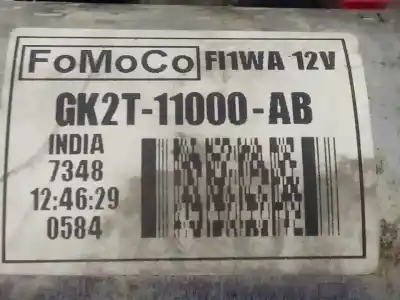 FoMoCo FI1WA 12V
GK2T-11000-AB
INDIA
7348
12:46:29
0584